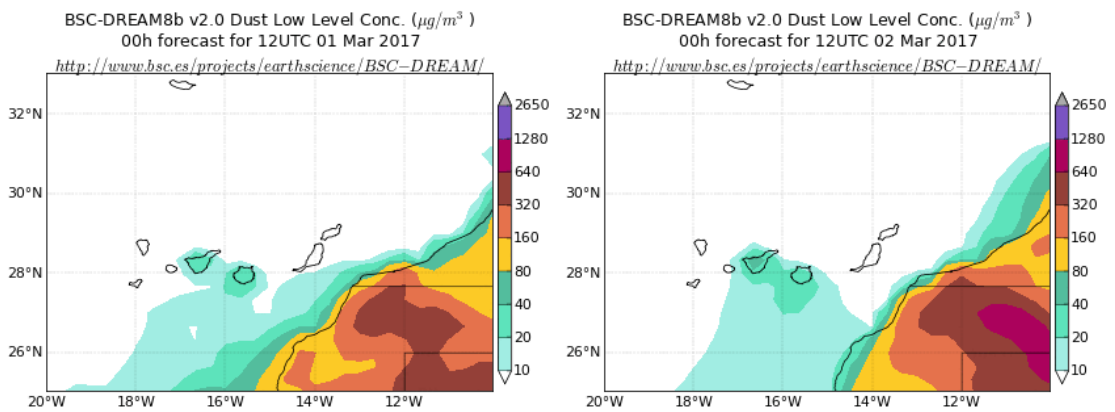 BSC-DREAM8b v2.0 Dust Low Level Conc. (μg/m³ )
00h forecast for 12UTC 01 Mar 2017
http://www.bsc.es/projects/earthscience/BSC−DREAM/
32°N
30°N
28°N
26°N
20°W
18°W
16°W
14°W
12°W
2650
1280
640
320
160
80
40
20
10
BSC-DREAM8b v2.0 Dust Low Level Conc. (μg/m³ )
00h forecast for 12UTC 02 Mar 2017
http://www.bsc.es/projects/earthscience/BSC−DREAM/
32°N
30°N
28°N
26°N
20°W
18°W
16°W
14°W
12°W
2650
1280
640
320
160
80
40
20
10